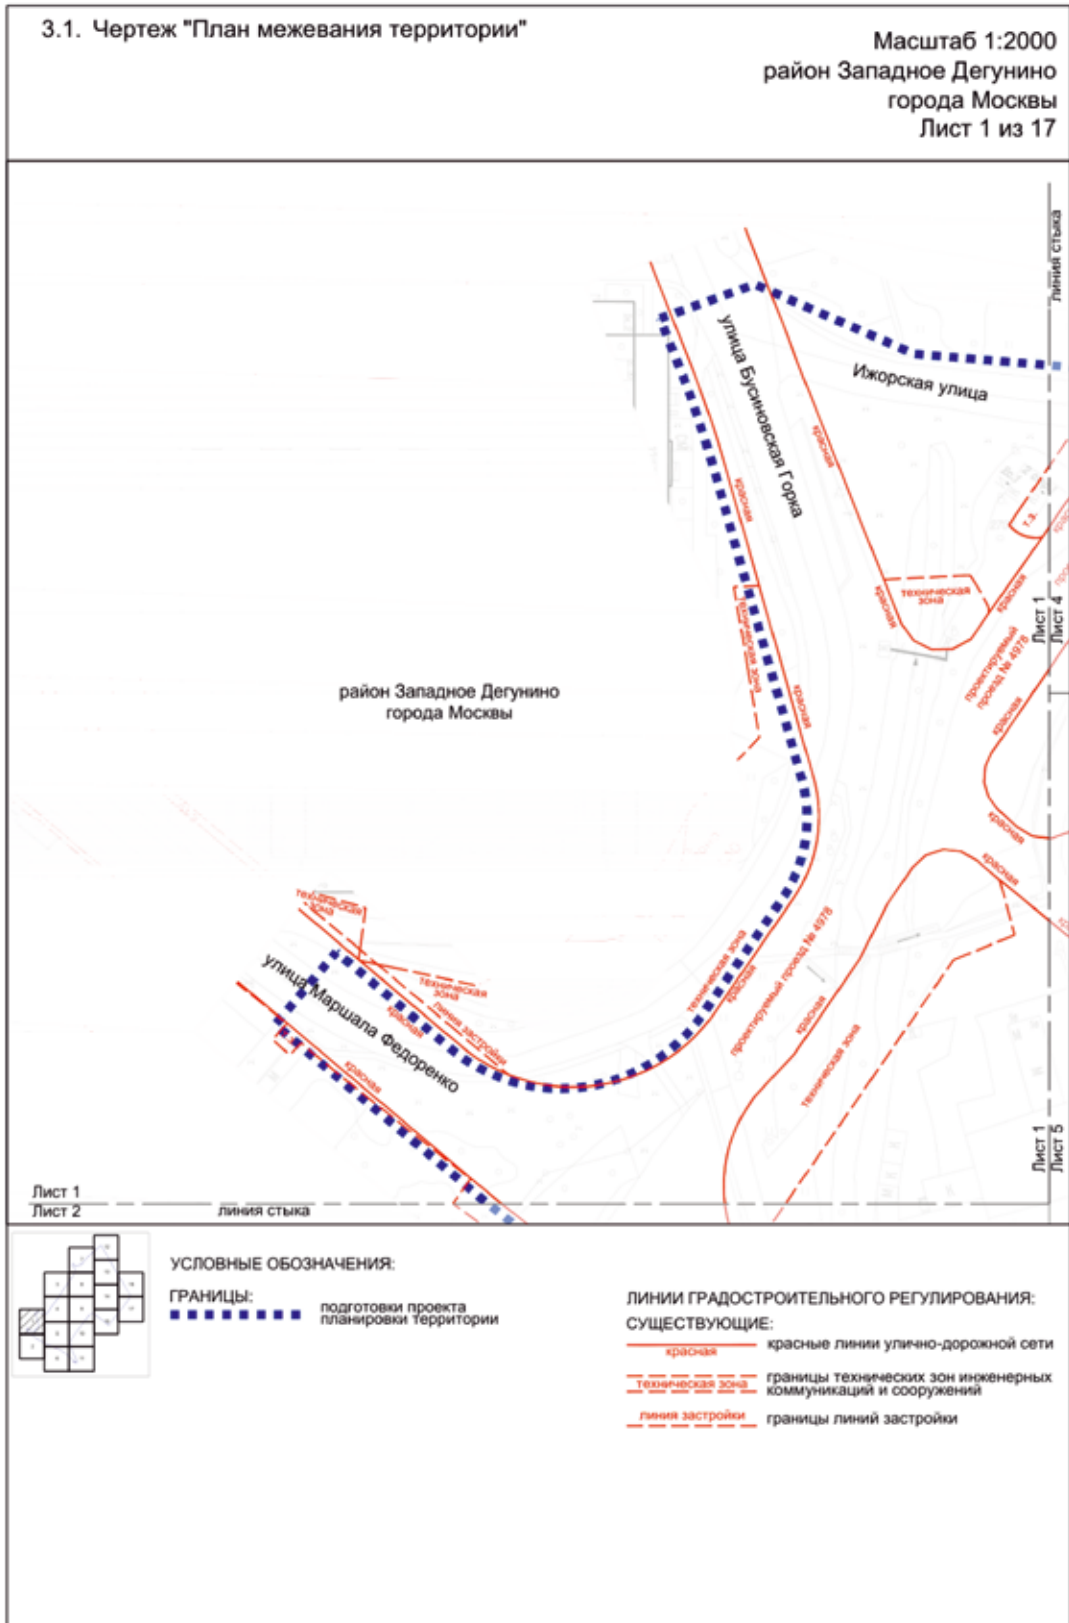 3.1. Чертеж "План межевания территории"
Масштаб 1:2000
район Западное Дегунино
города Москвы
Лист 1 из 17
линия стыка
улица Бусиновская Горка
Ижорская улица
красная
красная
т.з.
красная
техническая
зона
красная
Лист 1
Лист 4
техническая зона
проектируемый
проезд № 4978
район Западное Дегунино
города Москвы
красная
красная
красная
красная
техническая
зона
техническая зона
красная
проектируемый проезд № 4978
улица Маршала Федоренко
техническая
зона
линия застройки
красная
красная
красная
техническая зона
Лист 1
Лист 5
Лист 1
Лист 2
линия стыка
УСЛОВНЫЕ ОБОЗНАЧЕНИЯ:
ГРАНИЦЫ:
подготовки проекта
планировки территории
ЛИНИИ ГРАДОСТРОИТЕЛЬНОГО РЕГУЛИРОВАНИЯ:
СУЩЕСТВУЮЩИЕ:
красная
красные линии улично-дорожной сети
техническая зона
границы технических зон инженерных
коммуникаций и сооружений
линия застройки
границы линий застройки